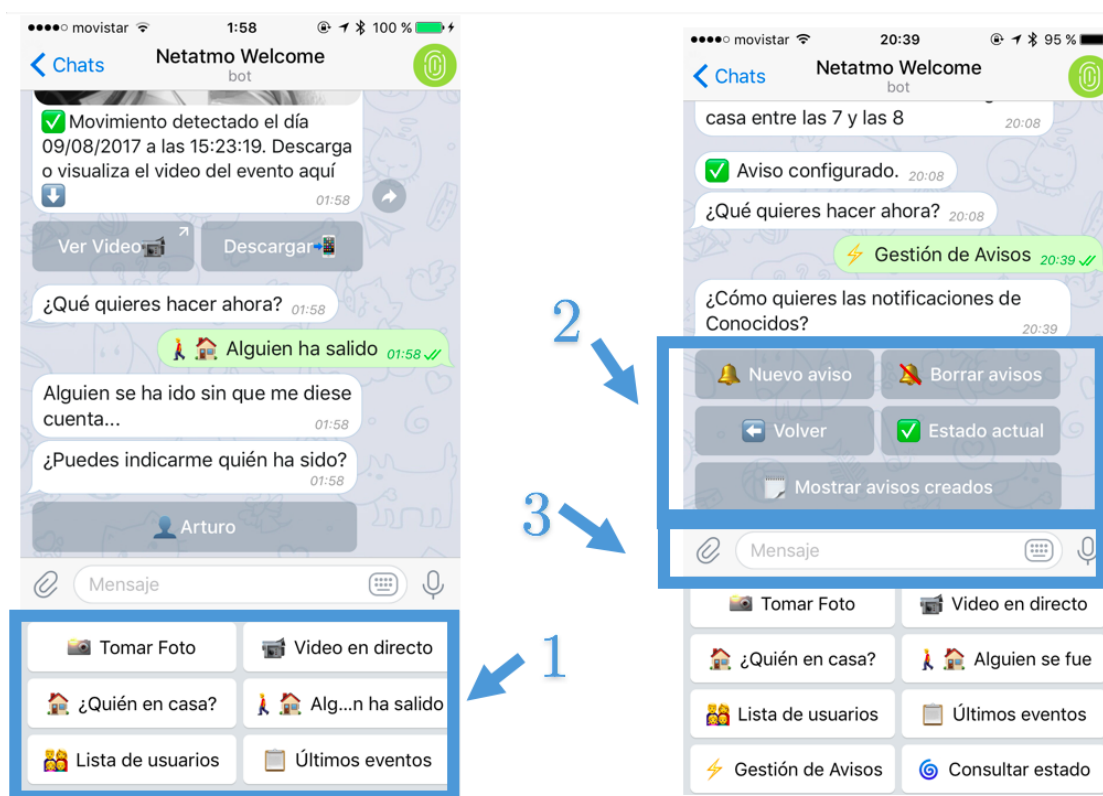 movistar 1:58 100 %
Chats Netatmo Welcome
bot
✅ Movimiento detectado el día
09/08/2017 a las 15:23:19. Descarga
o visualiza el video del evento aquí
⬇️ 01:58
Ver Video Descargar
¿Qué quieres hacer ahora? 01:58
Alguien ha salido 01:58
Alguien se ha ido sin que me diese
cuenta... 01:58
¿Puedes indicarme quién ha sido?
01:58
Arturo
Mensaje
Tomar Foto Video en directo
¿Quién en casa? Alg...n ha salido
Lista de usuarios Últimos eventos
1
2
3
movistar 20:39 95 %
Chats Netatmo Welcome
bot
casa entre las 7 y las 8 20:08
✅ Aviso configurado. 20:08
¿Qué quieres hacer ahora? 20:08
⚡ Gestión de Avisos 20:39
¿Cómo quieres las notificaciones de
Conocidos? 20:39
Nuevo aviso Borrar avisos
Volver Estado actual
Mostrar avisos creados
Mensaje
Tomar Foto Video en directo
¿Quién en casa? Alguien se fue
Lista de usuarios Últimos eventos
Gestión de Avisos Consultar estado